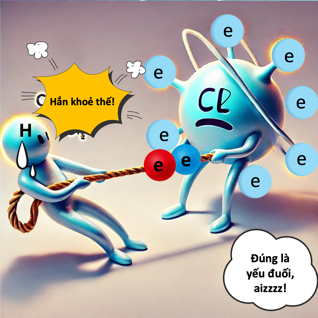 e
e
e
e
Cl
e
Hắn khoẻ thế!
H
e
e
e
e
e
Đúng là
yếu đuối,
aizzzz!